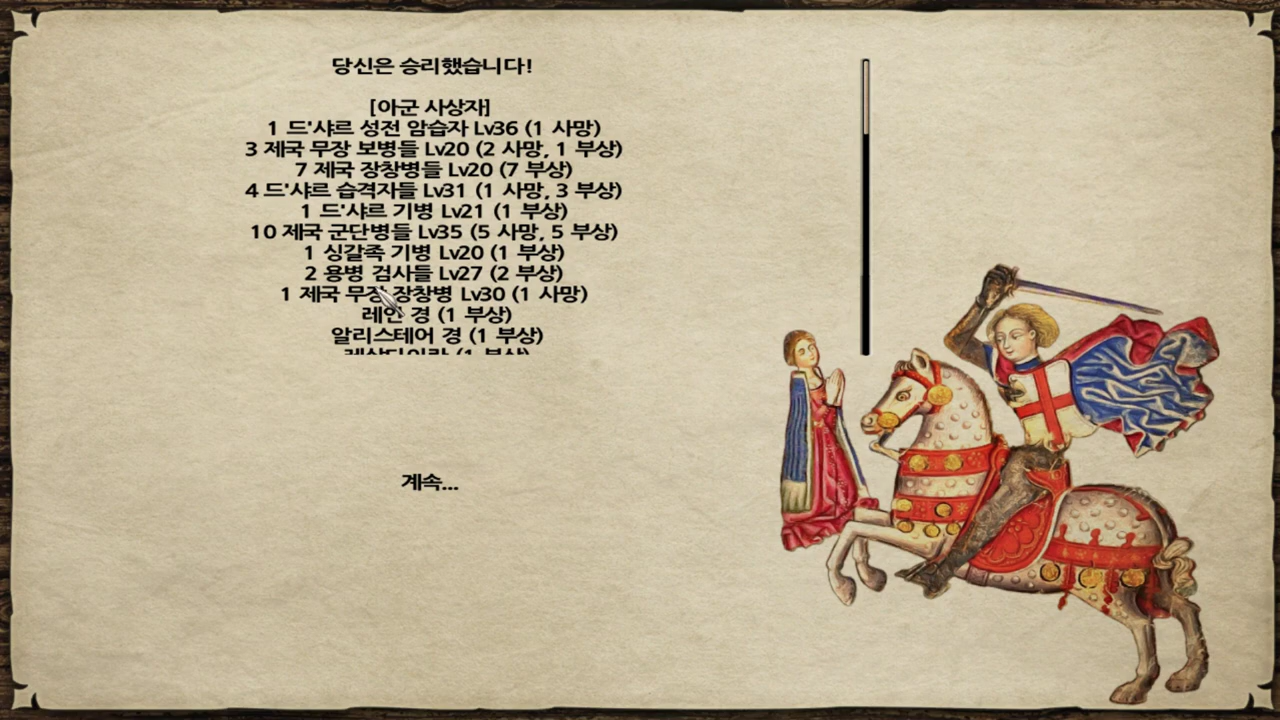 당신은 승리했습니다!
[아군 사상자]
1 드'샤르 성전 암습자 Lv36 (1 사망)
3 제국 무장 보병들 Lv20 (2 사망, 1 부상)
7 제국 장창병들 Lv20 (7 부상)
4 드'샤르 습격자들 Lv31 (1 사망, 3 부상)
1 드'샤르 기병 Lv21 (1 부상)
10 제국 군단병들 Lv35 (5 사망, 5 부상)
1 싱갈족 기병 Lv20 (1 부상)
2 용병 검사들 Lv27 (2 부상)
1 제국 무장 장창병 Lv30 (1 사망)
레인 경 (1 부상)
알리스테어 경 (1 부상)
(1 부상)
계속...